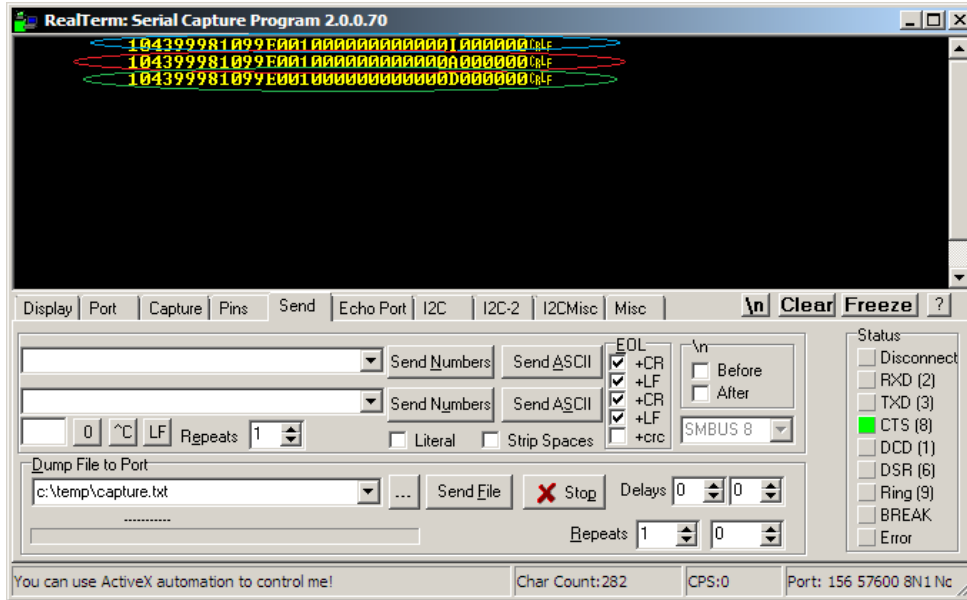 RealTerm: Serial Capture Program 2.0.0.70
104399981099E0010000000000000I000000CRLF
104399981099E0010000000000000A000000CRLF
104399981099E0010000000000000D000000CRLF
Display Port Capture Pins Send Echo Port I2C I2C-2 I2CMisc Misc \n Clear Freeze ?
EOL \n Status
Send Numbers Send ASCII +CR Before Disconnect
+LF After RXD (2)
Send Numbers Send ASCII +CR TXD (3)
+LF CTS (8)
0 ^C LF Repeats 1 Literal Strip Spaces +crc SMBUS 8 DCD (1)
Dump File to Port DSR (6)
c:\temp\capture.txt ... Send File Stop Delays 0 0 Ring (9)
----------- BREAK
Repeats 1 0 Error
You can use ActiveX automation to control me! Char Count:282 CPS:0 Port: 156 57600 8N1 Nc